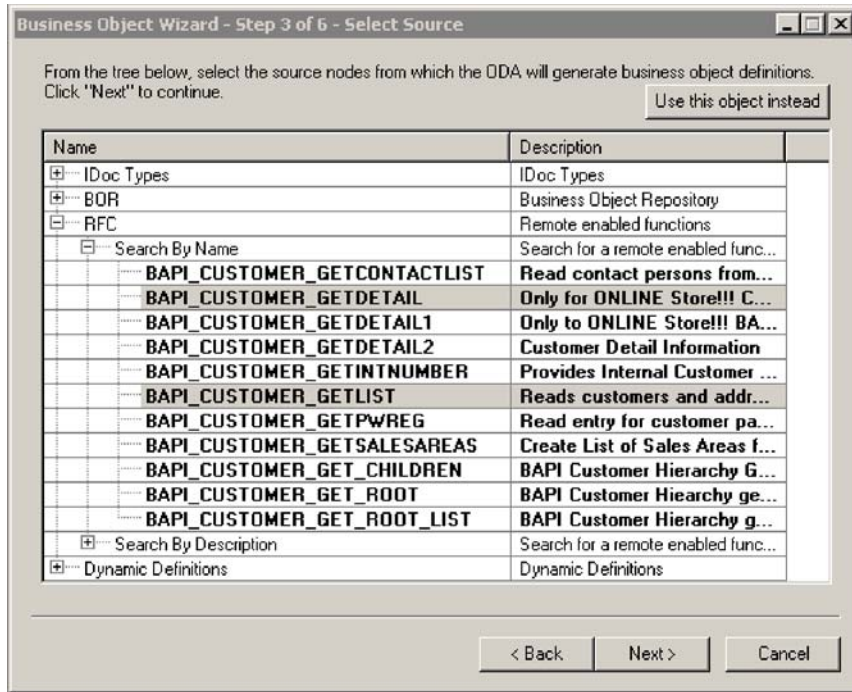 Business Object Wizard - Step 3 of 6 - Select Source
From the tree below, select the source nodes from which the ODA will generate business object definitions.
Click "Next" to continue.
Use this object instead
Name Description
IDoc Types IDoc Types
BOR Business Object Repository
RFC Remote enabled functions
Search By Name Search for a remote enabled func...
BAPI_CUSTOMER_GETCONTACTLIST Read contact persons from...
BAPI_CUSTOMER_GETDETAIL Only for ONLINE Store!!! C...
BAPI_CUSTOMER_GETDETAIL1 Only to ONLINE Store!!! BA...
BAPI_CUSTOMER_GETDETAIL2 Customer Detail Information
BAPI_CUSTOMER_GETINTNUMBER Provides Internal Customer ...
BAPI_CUSTOMER_GETLIST Reads customers and addr...
BAPI_CUSTOMER_GETPWREG Read entry for customer pa...
BAPI_CUSTOMER_GETSALESAREAS Create List of Sales Areas f...
BAPI_CUSTOMER_GET_CHILDREN BAPI Customer Hierarchy G...
BAPI_CUSTOMER_GET_ROOT BAPI Customer Hiearchy ge...
BAPI_CUSTOMER_GET_ROOT_LIST BAPI Customer Hierarchy g...
Search By Description Search for a remote enabled func...
Dynamic Definitions Dynamic Definitions
< Back Next > Cancel